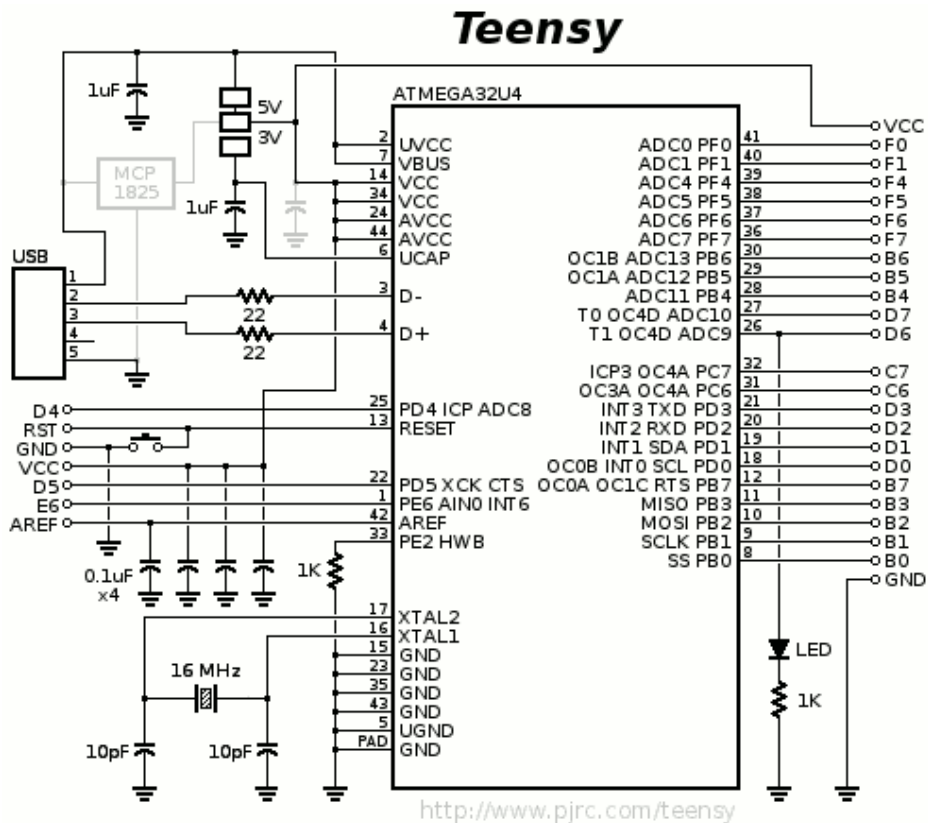 Teensy
ATMEGA32U4
1uF
5V
3V
MCP
1825
1uF
USB
1
2
3
4
5
22
22
2 UVCC
7 VBUS
14 VCC
34 VCC
24 AVCC
44 AVCC
6 UCAP
3 D-
4 D+
D4 25 PD4 ICP ADC8
RST 13 RESET
GND
VCC
D5 22 PD5 XCK CTS
E6 1 PE6 AIN0 INT6
AREF 42 AREF
33 PE2 HWB
0.1uF
x4
1K
17 XTAL2
16 XTAL1
15 GND
23 GND
35 GND
43 GND
5 UGND
PAD GND
16 MHz
10pF
10pF
VCC
ADC0 PF0 41 F0
ADC1 PF1 40 F1
ADC4 PF4 39 F4
ADC5 PF5 38 F5
ADC6 PF6 37 F6
ADC7 PF7 36 F7
OC1B ADC13 PB6 30 B6
OC1A ADC12 PB5 29 B5
ADC11 PB4 28 B4
T0 OC4D ADC10 27 D7
T1 OC4D ADC9 26 D6
ICP3 OC4A PC7 32 C7
OC3A OC4A PC6 31 C6
INT3 TXD PD3 21 D3
INT2 RXD PD2 20 D2
INT1 SDA PD1 19 D1
OC0B INT0 SCL PD0 18 D0
OC0A OC1C RTS PB7 12 B7
MISO PB3 11 B3
MOSI PB2 10 B2
SCLK PB1 9 B1
SS PB0 8 B0
GND
LED
1K
http://www.pjrc.com/teensy